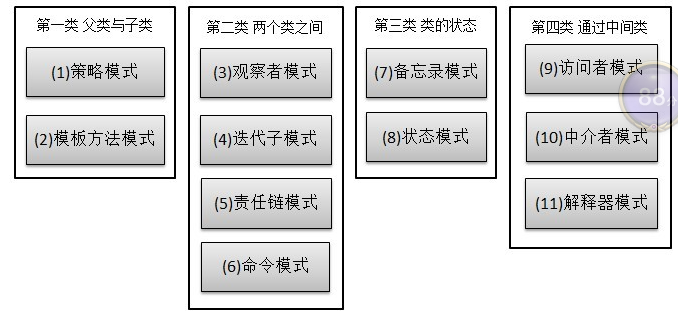 第一类 父类与子类
(1)策略模式
(2)模板方法模式
第二类 两个类之间
(3)观察者模式
(4)迭代子模式
(5)责任链模式
(6)命令模式
第三类 类的状态
(7)备忘录模式
(8)状态模式
第四类 通过中间类
(9)访问者模式
88分
(10)中介者模式
(11)解释器模式